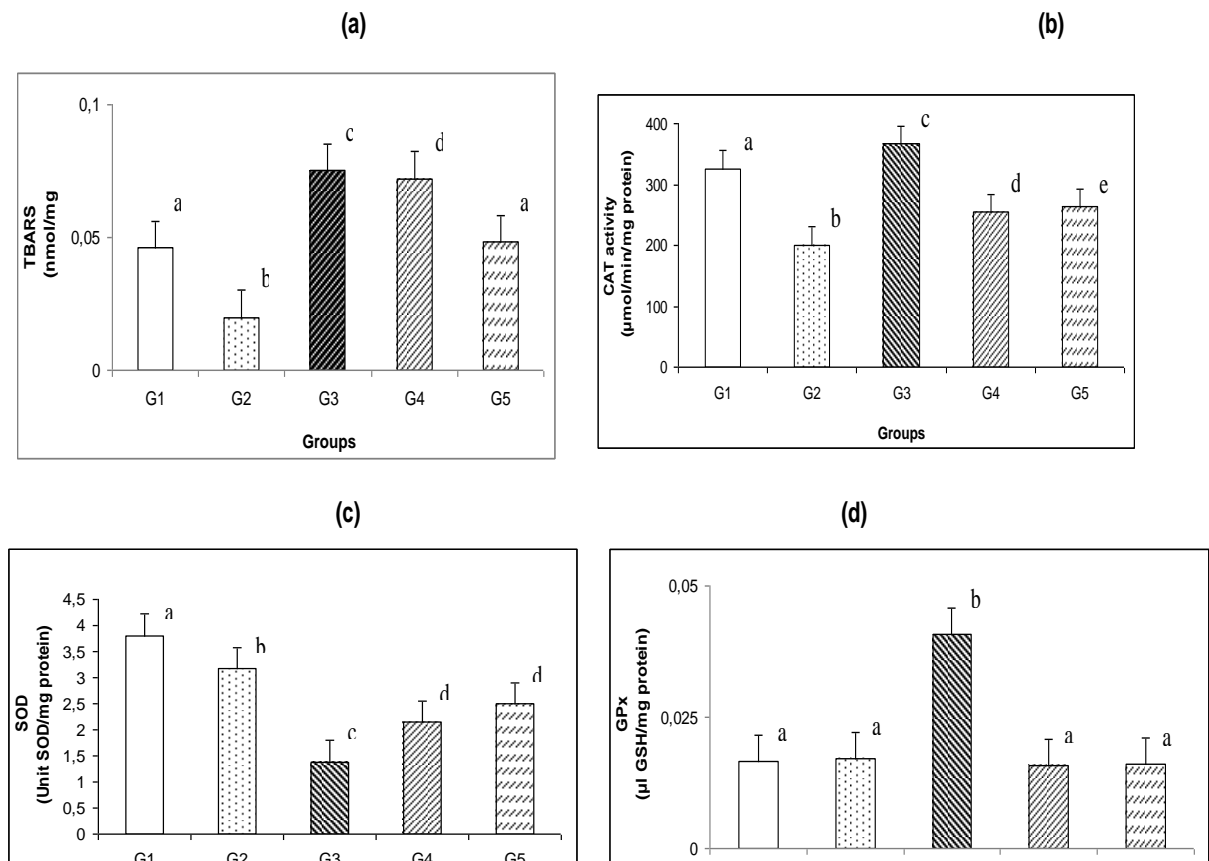 (a)
(b)
0,1
0,05
0
TBARS
(nmol/mg
a
b
c
d
a
G1 G2 G3 G4 G5
Groups
400
300
200
100
0
CAT activity
(µmol/min/mg protein)
a
b
c
d
e
G1 G2 G3 G4 G5
Groups
(c)
(d)
4,5
4
3,5
3
2,5
2
1,5
1
0,5
0
SOD
(Unit SOD/mg protein)
a
b
c
d
d
G1 G2 G3 G4 G5
0,05
0,025
0
GPx
(µl GSH/mg protein)
a
a
b
a
a